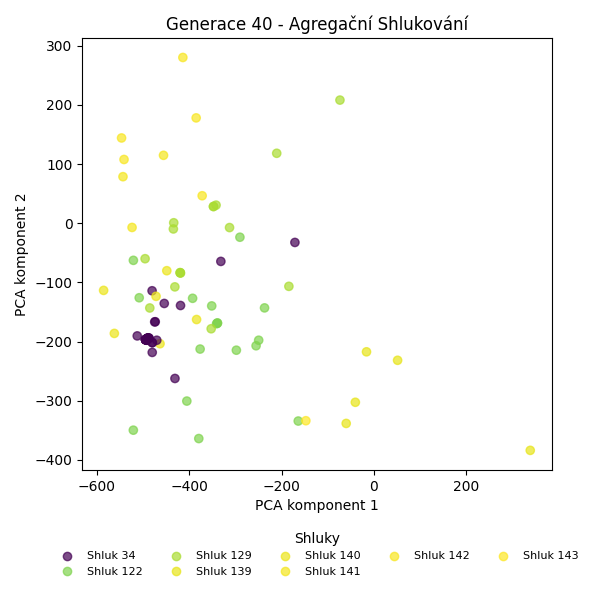 Generace 40 - Agregační Shlukování
300
200
100
0
−100
−200
−300
−400
PCA komponent 2
−600
−400
−200
0
200
PCA komponent 1
Shluky
Shluk 34
Shluk 122
Shluk 129
Shluk 139
Shluk 140
Shluk 141
Shluk 142
Shluk 143